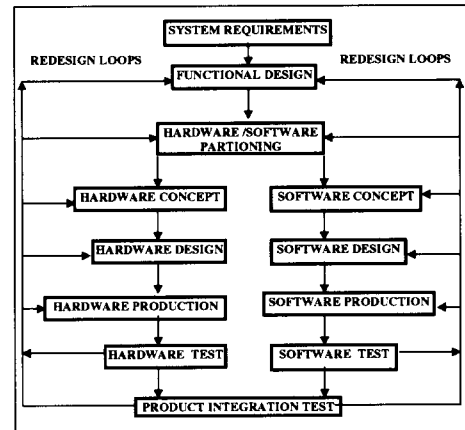 SYSTEM REQUIREMENTS
REDESIGN LOOPS
REDESIGN LOOPS
FUNCTIONAL DESIGN
HARDWARE /SOFTWARE
PARTIONING
HARDWARE CONCEPT
SOFTWARE CONCEPT
HARDWARE DESIGN
SOFTWARE DESIGN
HARDWARE PRODUCTION
SOFTWARE PRODUCTION
HARDWARE TEST
SOFTWARE TEST
PRODUCT INTEGRATION TEST